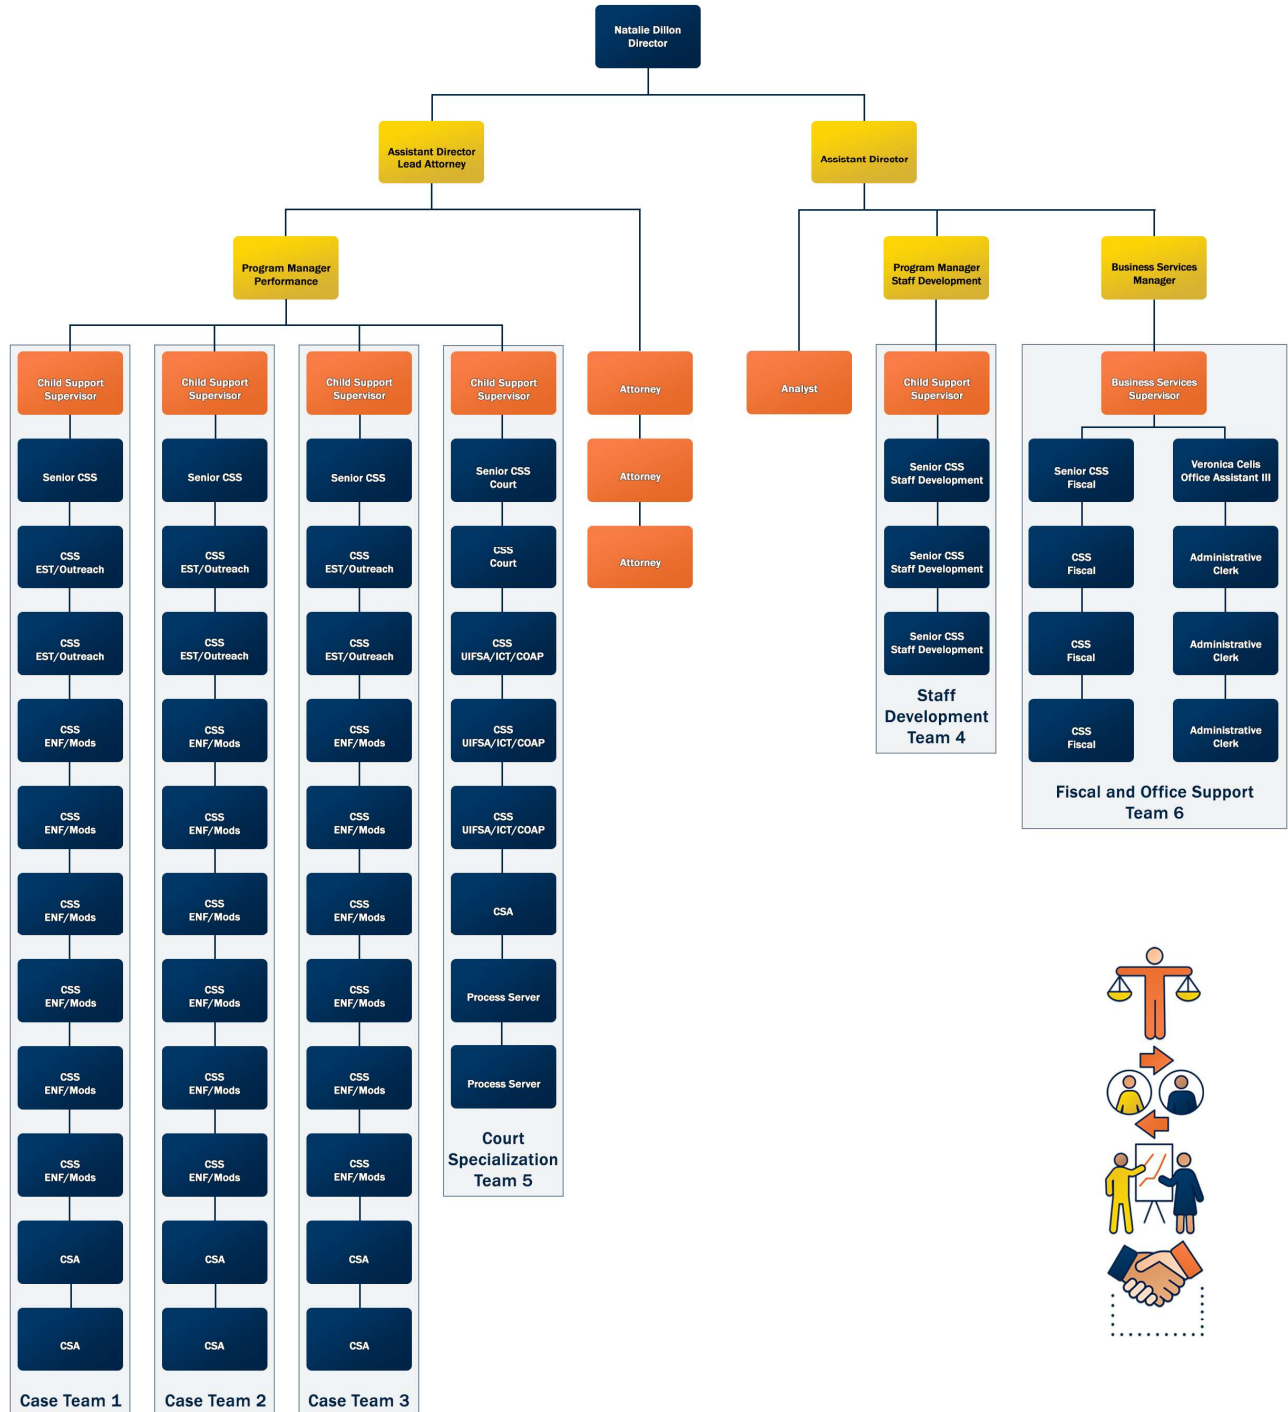 Natalie Dillon
Director
Assistant Director
Lead Attorney
Assistant Director
Program Manager
Performance
Program Manager
Staff Development
Business Services
Manager
Child Support
Supervisor
Senior CSS
CSS
EST/Outreach
CSS
EST/Outreach
CSS
ENF/Mods
CSS
ENF/Mods
CSS
ENF/Mods
CSS
ENF/Mods
CSS
ENF/Mods
CSS
ENF/Mods
CSA
CSA
Case Team 1
Child Support
Supervisor
Senior CSS
CSS
EST/Outreach
CSS
EST/Outreach
CSS
ENF/Mods
CSS
ENF/Mods
CSS
ENF/Mods
CSS
ENF/Mods
CSS
ENF/Mods
CSS
ENF/Mods
CSA
CSA
Case Team 2
Child Support
Supervisor
Senior CSS
CSS
EST/Outreach
CSS
EST/Outreach
CSS
ENF/Mods
CSS
ENF/Mods
CSS
ENF/Mods
CSS
ENF/Mods
CSS
ENF/Mods
CSS
ENF/Mods
CSA
CSA
Case Team 3
Child Support
Supervisor
Senior CSS
Court
CSS
Court
CSS
UIFSA/ICT/COAP
CSS
UIFSA/ICT/COAP
CSS
UIFSA/ICT/COAP
CSA
Process Server
Process Server
Court
Specialization
Team 5
Attorney
Attorney
Attorney
Analyst
Child Support
Supervisor
Senior CSS
Staff Development
Senior CSS
Staff Development
Senior CSS
Staff Development
Staff
Development
Team 4
Business Services
Supervisor
Senior CSS
Fiscal
CSS
Fiscal
CSS
Fiscal
CSS
Fiscal
Veronica Celis
Office Assistant III
Administrative
Clerk
Administrative
Clerk
Administrative
Clerk
Fiscal and Office Support
Team 6